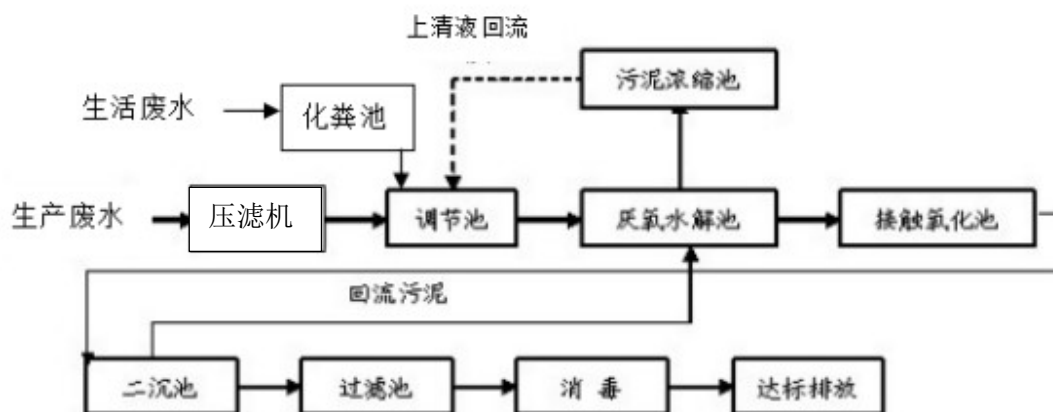 上清液回流
污泥浓缩池
生活废水
化粪池
生产废水
压滤机
调节池
厌氧水解池
接触氧化池
回流污泥
二沉池
过滤池
消 毒
达标排放